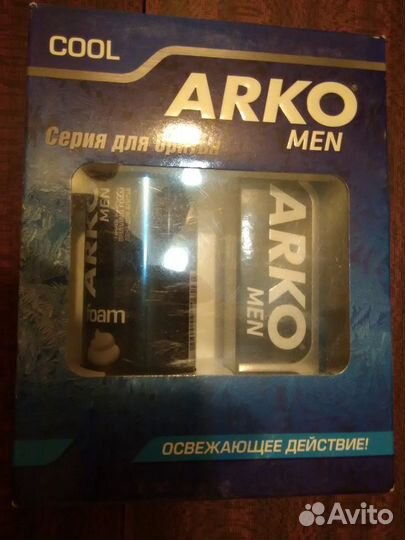 COOL
ARKO
MEN
Серия для бритья
ARKO
MEN
foam
ARKO
MEN
ОСВЕЖАЮЩЕЕ ДЕЙСТВИЕ!
Avito